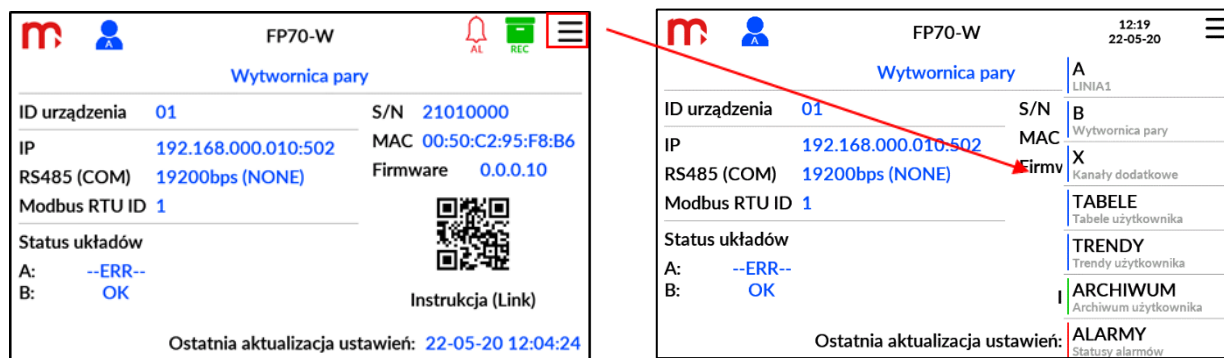 A
FP70-W
AL
REC
Wytwornica pary
ID urządzenia 01
S/N 21010000
IP 192.168.000.010:502
MAC 00:50:C2:95:F8:B6
RS485 (COM) 19200bps (NONE)
Firmware 0.0.0.10
Modbus RTU ID 1
Status układów
A: --ERR--
B: OK
Instrukcja (Link)
Ostatnia aktualizacja ustawień: 22-05-20 12:04:24
A
FP70-W
12:19
22-05-20
Wytwornica pary
ID urządzenia 01
S/N
IP 192.168.000.010:502
MAC
RS485 (COM) 19200bps (NONE)
Firmw
Modbus RTU ID 1
Status układów
A: --ERR--
B: OK
I
Ostatnia aktualizacja ustawień:
A
LINIA1
B
Wytwornica pary
X
Kanały dodatkowe
TABELE
Tabele użytkownika
TRENDY
Trendy użytkownika
ARCHIWUM
Archiwum użytkownika
ALARMY
Statusy alarmów